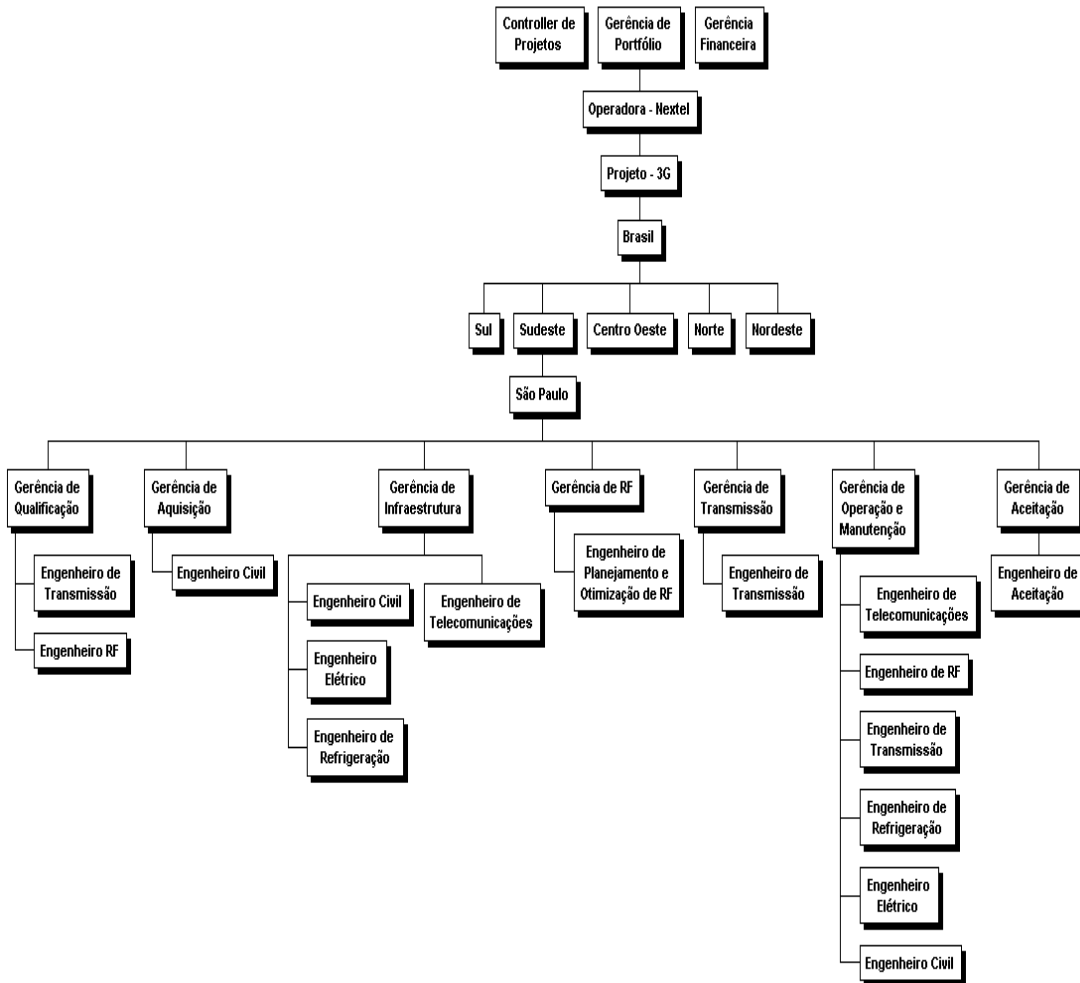 Controller de
Projetos
Gerência de
Portfólio
Gerência
Financeira
Operadora - Nextel
Projeto - 3G
Brasil
Sul
Sudeste
Centro Oeste
Norte
Nordeste
São Paulo
Gerência de
Qualificação
Engenheiro de
Transmissão
Engenheiro RF
Gerência de
Aquisição
Engenheiro Civil
Gerência de
Infraestrutura
Engenheiro Civil
Engenheiro
Elétrico
Engenheiro de
Refrigeração
Engenheiro de
Telecomunicações
Gerência de RF
Engenheiro de
Planejamento e
Otimização de RF
Gerência de
Transmissão
Engenheiro de
Transmissão
Gerência de
Operação e
Manutenção
Engenheiro de
Telecomunicações
Engenheiro de RF
Engenheiro de
Transmissão
Engenheiro de
Refrigeração
Engenheiro
Elétrico
Engenheiro Civil
Gerência de
Aceitação
Engenheiro de
Aceitação